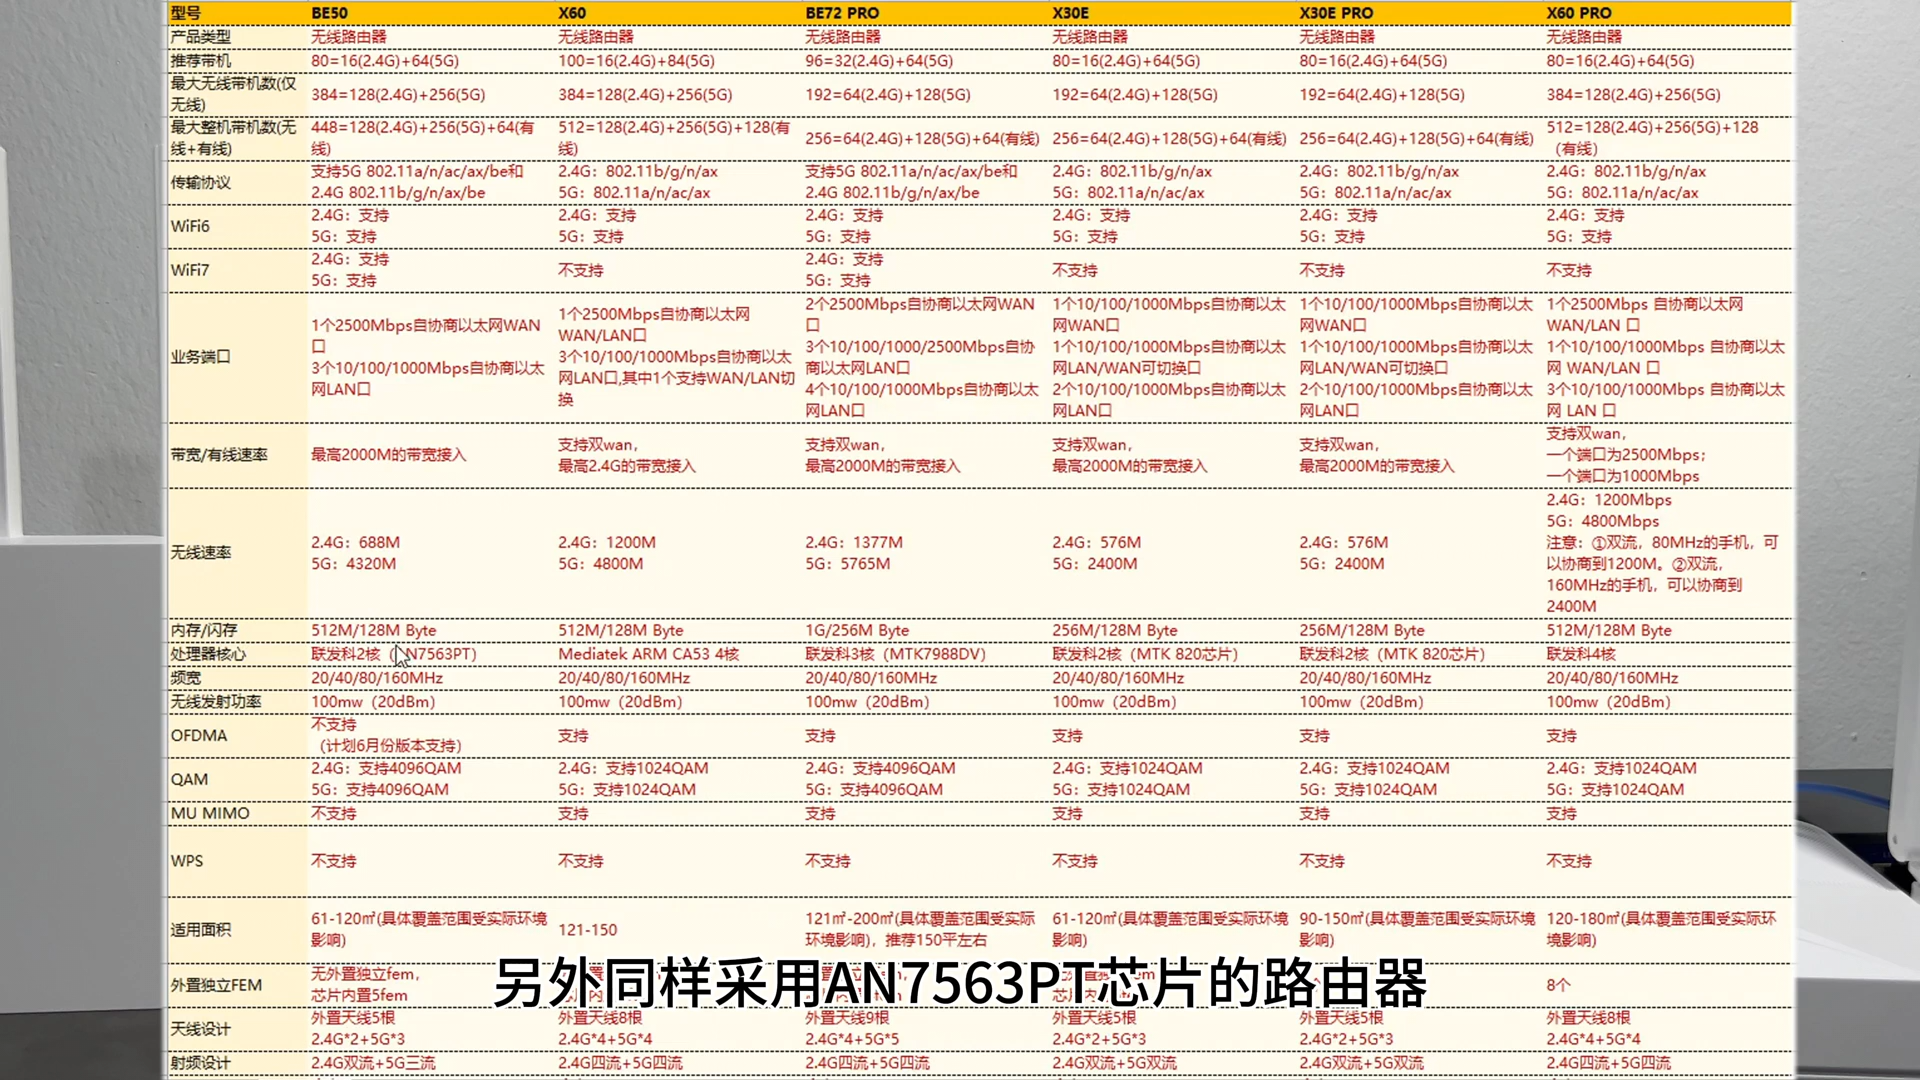 型号 BE50 X60 BE72 PRO X30E X30E PRO X60 PRO
产品类型 无线路由器 无线路由器 无线路由器 无线路由器 无线路由器 无线路由器
推荐带机 80=16(2.4G)+64(5G) 100=16(2.4G)+84(5G) 96=32(2.4G)+64(5G) 80=16(2.4G)+64(5G) 80=16(2.4G)+64(5G) 80=16(2.4G)+64(5G)
最大无线带机数(仅
无线) 384=128(2.4G)+256(5G) 384=128(2.4G)+256(5G) 192=64(2.4G)+128(5G) 192=64(2.4G)+128(5G) 192=64(2.4G)+128(5G) 384=128(2.4G)+256(5G)
最大整机带机数(无 448=128(2.4G)+256(5G)+64(有 512=128(2.4G)+256(5G)+128(有 256=64(2.4G)+128(5G)+64(有线) 256=64(2.4G)+128(5G)+64(有线) 256=64(2.4G)+128(5G)+64(有线) 512=128(2.4G)+256(5G)+128
线+有线) 线) 线) （有线）
传输协议 支持5G 802.11a/n/ac/ax/be和 2.4G：802.11b/g/n/ax 支持5G 802.11a/n/ac/ax/be和 2.4G：802.11b/g/n/ax 2.4G：802.11b/g/n/ax 2.4G：802.11b/g/n/ax
2.4G 802.11b/g/n/ax/be 5G：802.11a/n/ac/ax 2.4G 802.11b/g/n/ax/be 5G：802.11a/n/ac/ax 5G：802.11a/n/ac/ax 5G：802.11a/n/ac/ax
WiFi6 2.4G：支持 2.4G：支持 2.4G：支持 2.4G：支持 2.4G：支持 2.4G：支持
5G：支持 5G：支持 5G：支持 5G：支持 5G：支持 5G：支持
WiFi7 2.4G：支持 不支持 2.4G：支持 不支持 不支持 不支持
5G：支持 5G：支持
业务端口
1个2500Mbps自协商以太网WAN
口
3个10/100/1000Mbps自协商以太
网LAN口
1个2500Mbps自协商以太网
WAN/LAN口
3个10/100/1000Mbps自协商以太
网LAN口,其中1个支持WAN/LAN切
换
2个2500Mbps自协商以太网WAN
口
3个10/100/1000/2500Mbps自协
商以太网LAN口
4个10/100/1000Mbps自协商以太
网LAN口
1个10/100/1000Mbps自协商以太
网WAN口
1个10/100/1000Mbps自协商以太
网LAN/WAN可切换口
2个10/100/1000Mbps自协商以太
网LAN口
1个10/100/1000Mbps自协商以太
网WAN口
1个10/100/1000Mbps自协商以太
网LAN/WAN可切换口
2个10/100/1000Mbps自协商以太
网LAN口
1个2500Mbps 自协商以太网
WAN/LAN 口
1个10/100/1000Mbps 自协商以太
网 WAN/LAN 口
3个10/100/1000Mbps 自协商以太
网 LAN 口
带宽/有线速率
最高2000M的带宽接入
支持双wan，
最高2.4G的带宽接入
支持双wan，
最高2000M的带宽接入
支持双wan，
最高2000M的带宽接入
支持双wan，
最高2000M的带宽接入
支持双wan，
一个端口为2500Mbps；
一个端口为1000Mbps
无线速率
2.4G：688M
5G：4320M
2.4G：1200M
5G：4800M
2.4G：1377M
5G：5765M
2.4G：576M
5G：2400M
2.4G：576M
5G：2400M
2.4G：1200Mbps
5G：4800Mbps
注意：①双流，80MHz的手机，可
以协商到1200M。②双流，
160MHz的手机，可以协商到
2400M
内存/闪存 512M/128M Byte 512M/128M Byte 1G/256M Byte 256M/128M Byte 256M/128M Byte 512M/128M Byte
处理器核心 联发科2核（AN7563PT） Mediatek ARM CA53 4核 联发科3核（MTK7988DV） 联发科2核（MTK 820芯片） 联发科2核（MTK 820芯片） 联发科4核
频宽 20/40/80/160MHz 20/40/80/160MHz 20/40/80/160MHz 20/40/80/160MHz 20/40/80/160MHz 20/40/80/160MHz
无线发射功率 100mw（20dBm） 100mw（20dBm） 100mw（20dBm） 100mw（20dBm） 100mw（20dBm） 100mw（20dBm）
OFDMA 不支持 支持 支持 支持 支持 支持
（计划6月份版本支持）
QAM 2.4G：支持4096QAM 2.4G：支持1024QAM 2.4G：支持4096QAM 2.4G：支持1024QAM 2.4G：支持1024QAM 2.4G：支持1024QAM
5G：支持4096QAM 5G：支持1024QAM 5G：支持4096QAM 5G：支持1024QAM 5G：支持1024QAM 5G：支持1024QAM
MU MIMO 不支持 支持 支持 支持 支持 支持
WPS 不支持 不支持 不支持 不支持 不支持 不支持
适用面积 61-120㎡(具体覆盖范围受实际环境 121-150 121㎡-200㎡(具体覆盖范围受实际 61-120㎡(具体覆盖范围受实际环境 90-150㎡(具体覆盖范围受实际环境 120-180㎡(具体覆盖范围受实际环
影响) 环境影响)，推荐150平左右 影响) 影响) 境影响)
外置独立FEM 无外置独立fem， 8个
芯片内置5fem
另外同样采用AN7563PT芯片的路由器
天线设计 外置天线5根 外置天线8根 外置天线9根 外置天线5根 外置天线5根 外置天线8根
2.4G*2+5G*3 2.4G*4+5G*4 2.4G*4+5G*5 2.4G*2+5G*3 2.4G*2+5G*3 2.4G*4+5G*4
射频设计 2.4G双流+5G三流 2.4G四流+5G四流 2.4G四流+5G四流 2.4G双流+5G双流 2.4G双流+5G双流 2.4G四流+5G四流